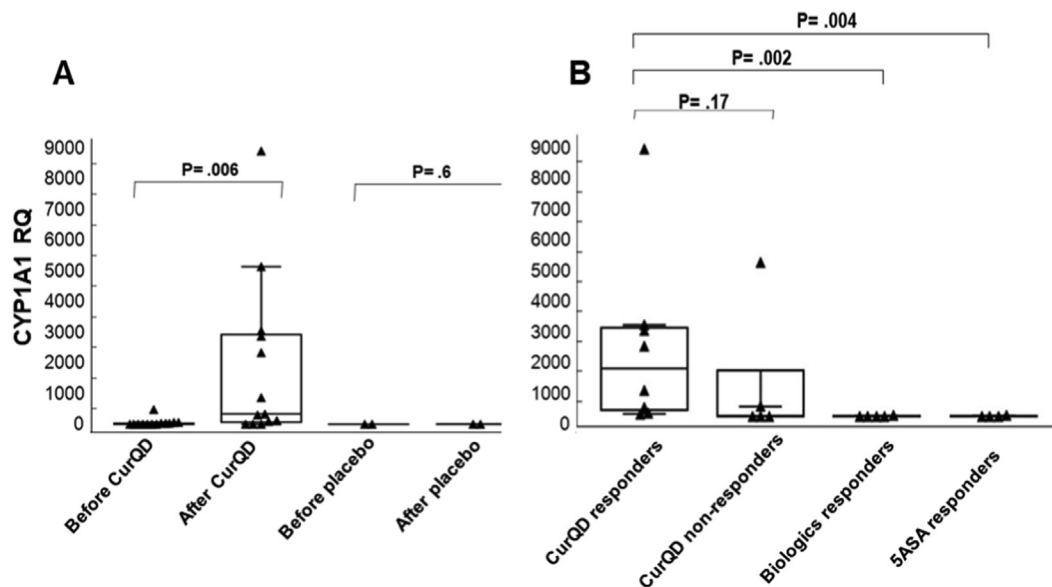 A
CYP1A1 RQ
9000
8000
7000
6000
5000
4000
3000
2000
1000
0
P= .006
P= .6
Before CurQD
After CurQD
Before placebo
After placebo
B
P= .004
P= .002
P= .17
9000
8000
7000
6000
5000
4000
3000
2000
1000
0
CurQD responders
CurQD non-responders
Biologics responders
5ASA responders